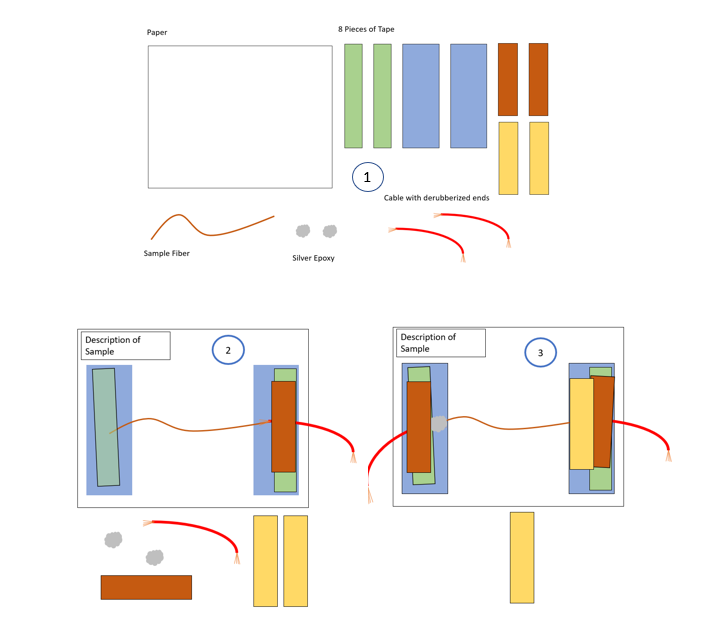 Paper
8 Pieces of Tape
1
Cable with derubberized ends
Sample Fiber
Silver Epoxy
Description of
Sample
2
Description of
Sample
3